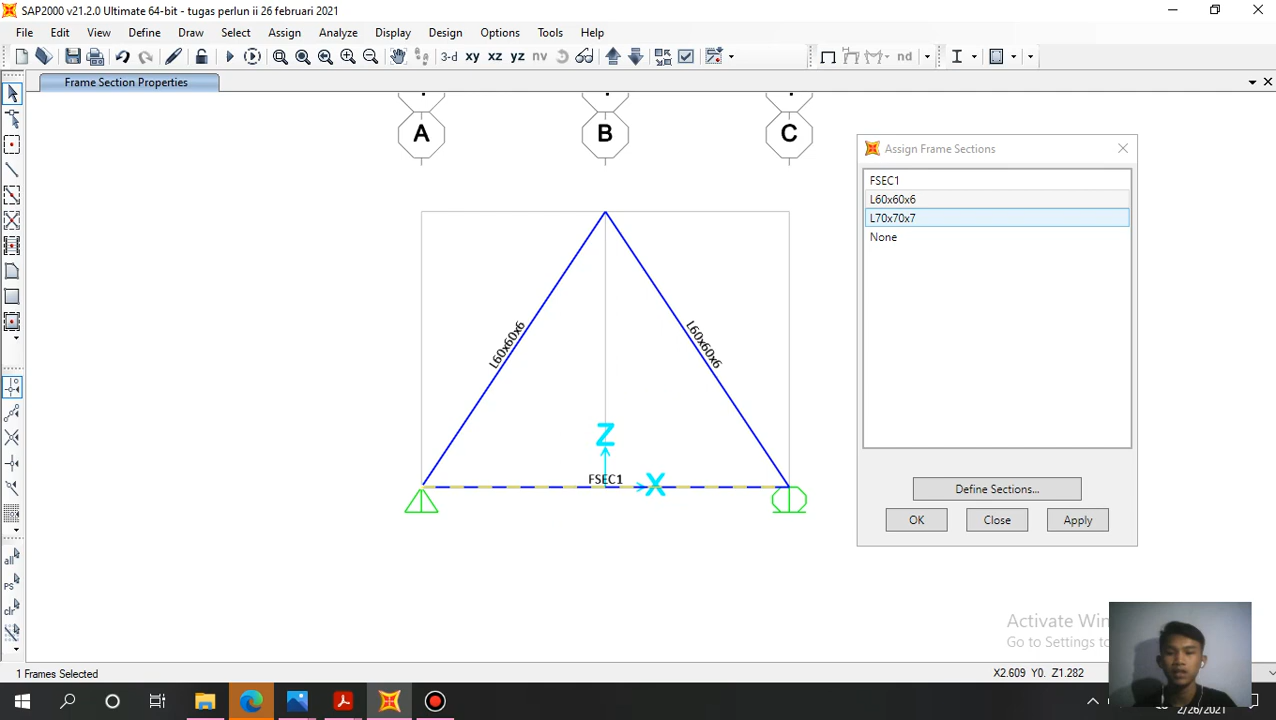 SAP2000 v21.2.0 Ultimate 64-bit - tugas perlun ii 26 februari 2021
File Edit View Define Draw Select Assign Analyze Display Design Options Tools Help
3-d xy xz yz nd
Frame Section Properties
A B C
Assign Frame Sections
FSEC1
L60x60x6
L70x70x7
None
L60x60x6
L60x60x6
Z
FSEC1
X
Define Sections...
OK Close Apply
all
PS
clr
Activate Win
Go to Settings to
1 Frames Selected
X2.609 Y0. Z1.282
2/26/2021